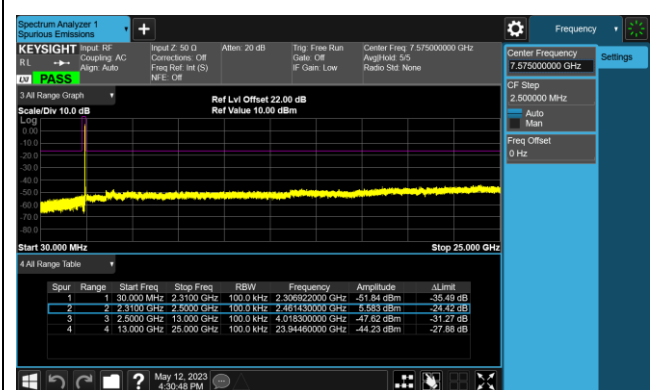 Spectrum Analyzer 1
Spurious Emissions
Frequency
KEYSIGHT
Input: RF
Input Z: 50 Ω
Atten: 20 dB
Trig: Free Run
Center Freq: 7.575000000 GHz
RL
Coupling: AC
Corrections: Off
Gate: Off
Avg|Hold: 5/5
Align: Auto
Freq Ref: Int (S)
IF Gain: Low
Radio Std: None
PASS
NFE: Off
Center Frequency
7.575000000 GHz
Settings
CF Step
2.500000 MHz
Auto
Man
Freq Offset
0 Hz
3 All Range Graph
Ref Lvl Offset 22.00 dB
Scale/Div 10.0 dB
Ref Value 10.00 dBm
Log
0.00
-10.0
-20.0
-30.0
-40.0
-50.0
-60.0
-70.0
-80.0
Start 30.000 MHz
Stop 25.000 GHz
4 All Range Table
Spur Range Start Freq Stop Freq RBW Frequency Amplitude ΔLimit
1 1 30.000 MHz 2.3100 GHz 100.0 kHz 2.306922000 GHz -51.84 dBm -35.49 dB
2 2 2.3100 GHz 2.5000 GHz 100.0 kHz 2.461430000 GHz 5.583 dBm -24.42 dB
3 3 2.5000 GHz 13.000 GHz 100.0 kHz 4.018300000 GHz -47.62 dBm -31.27 dB
4 4 13.000 GHz 25.000 GHz 100.0 kHz 23.94460000 GHz -44.23 dBm -27.88 dB
May 12, 2023
4:30:48 PM